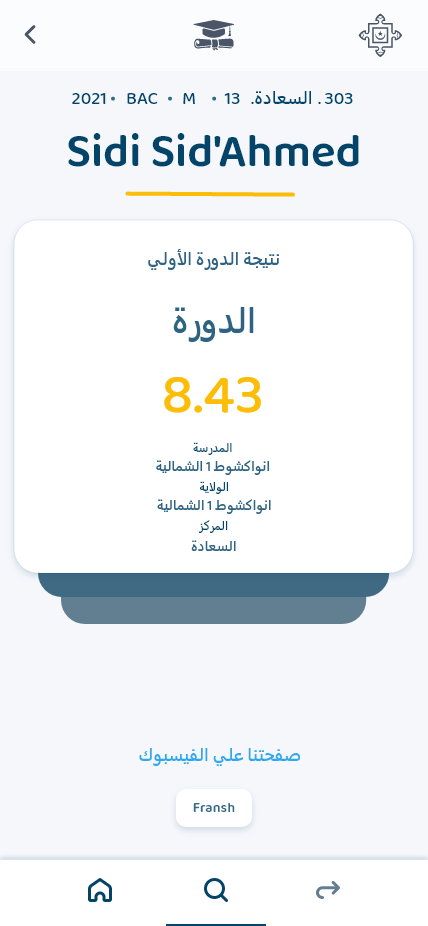 2021 • BAC • M • 13 .السعادة . 303
Sidi Sid'Ahmed
نتيجة الدورة الأولي
الدورة
8.43
المدرسة
انواكشوط 1 الشمالية
الولاية
انواكشوط 1 الشمالية
المركز
السعادة
صفحتنا علي الفيسبوك
Fransh